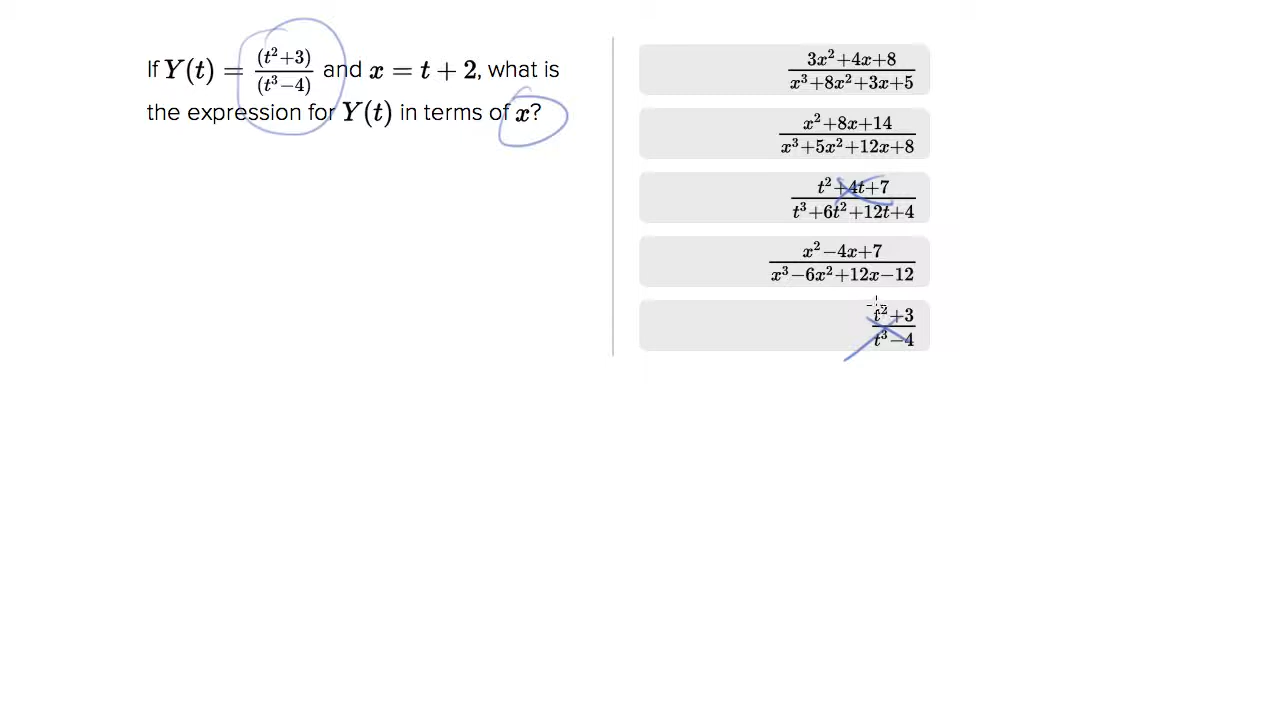 If Y(t) = (t²+3)/(t³−4) and x = t + 2, what is
the expression for Y(t) in terms of x?
3x²+4x+8
x³+8x²+3x+5
x²+8x+14
x³+5x²+12x+8
t²+4t+7
t³+6t²+12t+4
x²−4x+7
x³−6x²+12x−12
t²+3
t³−4